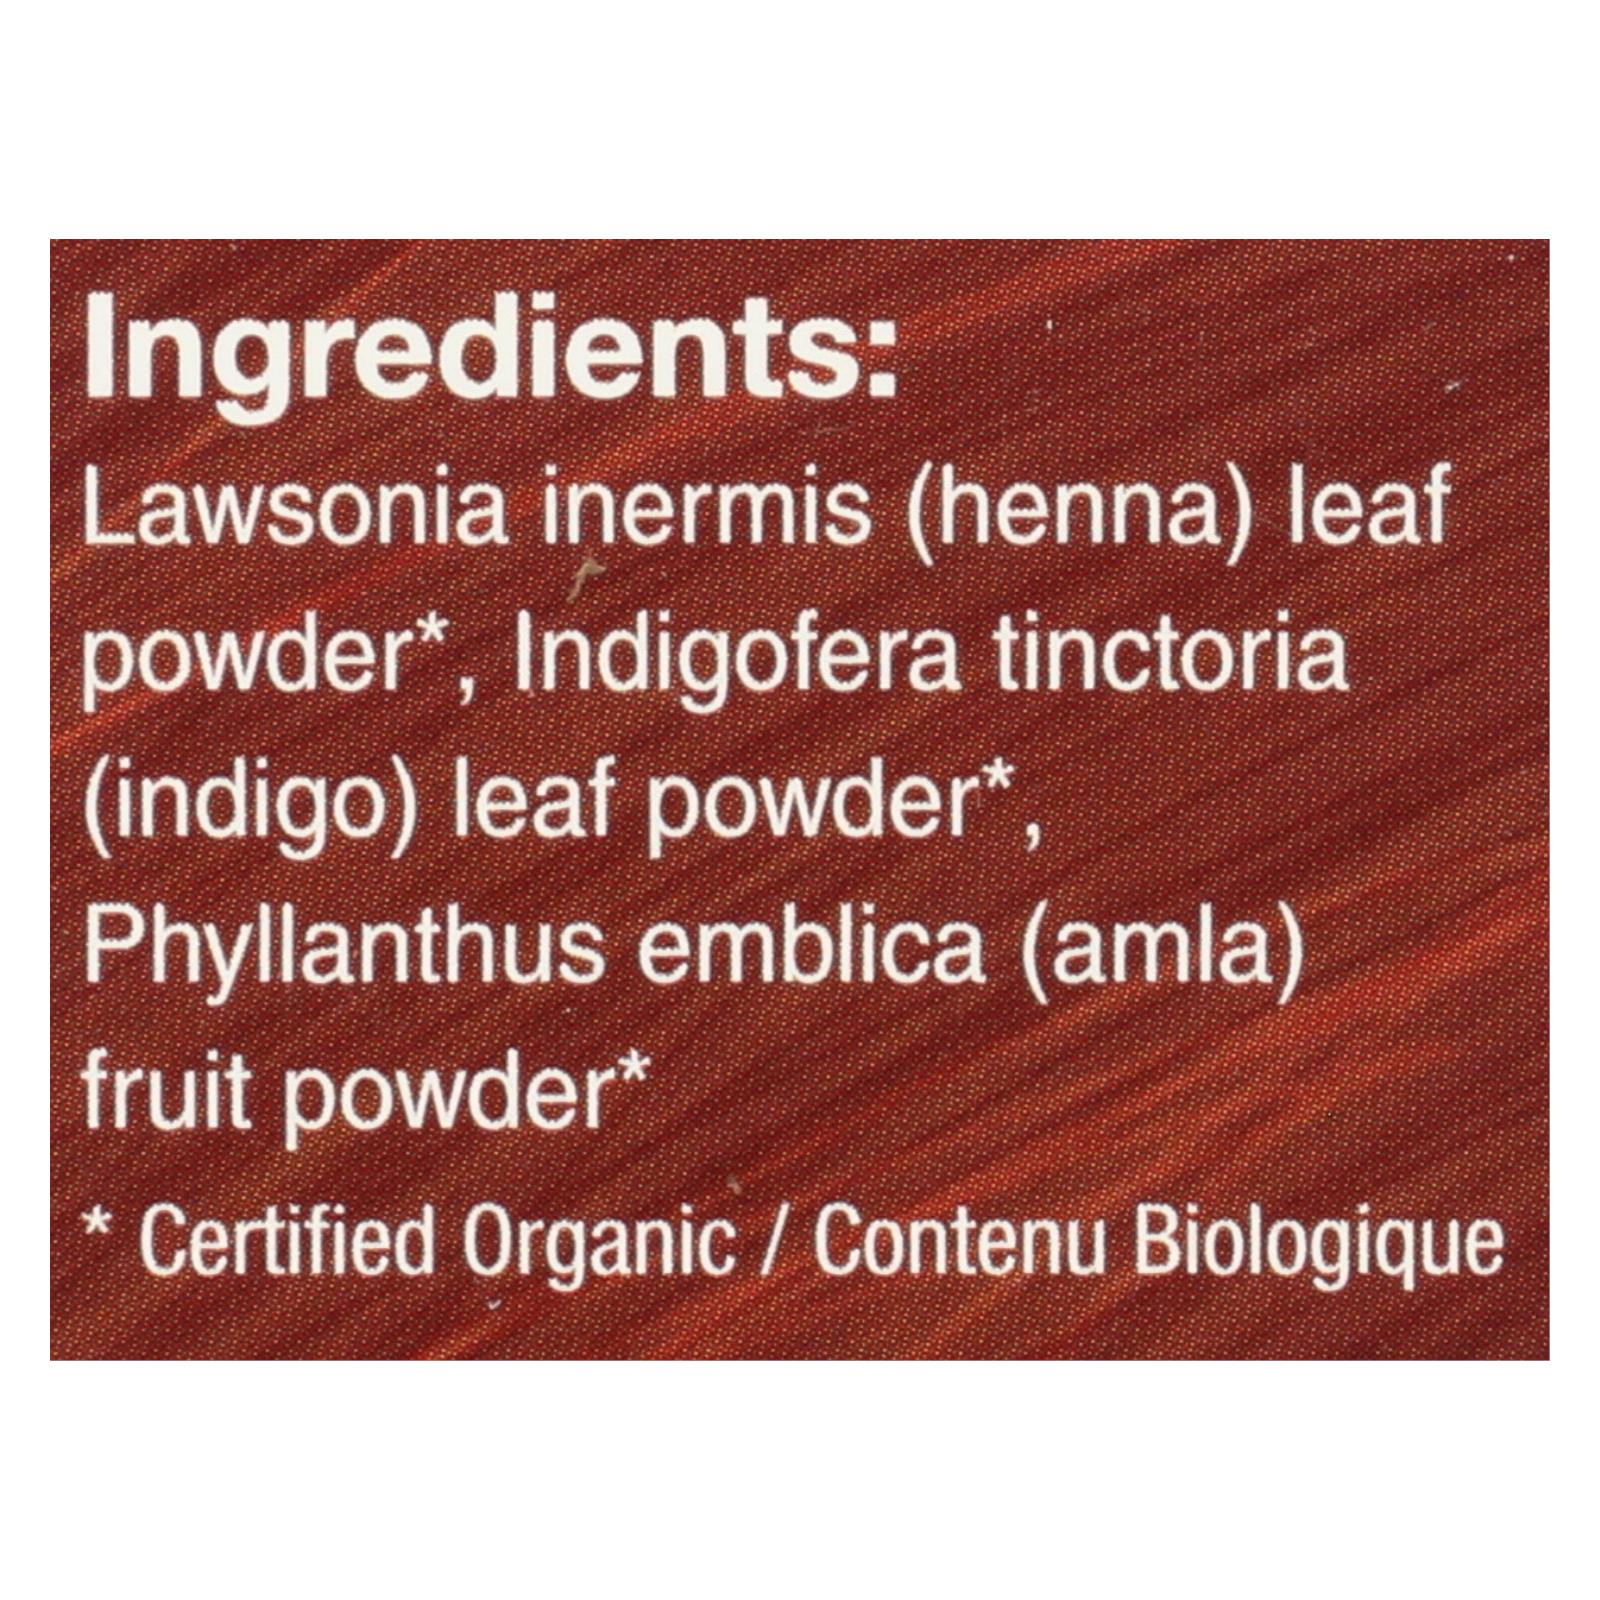 Ingredients:
Lawsonia inermis (henna) leaf
powder*, Indigofera tinctoria
(indigo) leaf powder*,
Phyllanthus emblica (amla)
fruit powder*
* Certified Organic / Contenu Biologique